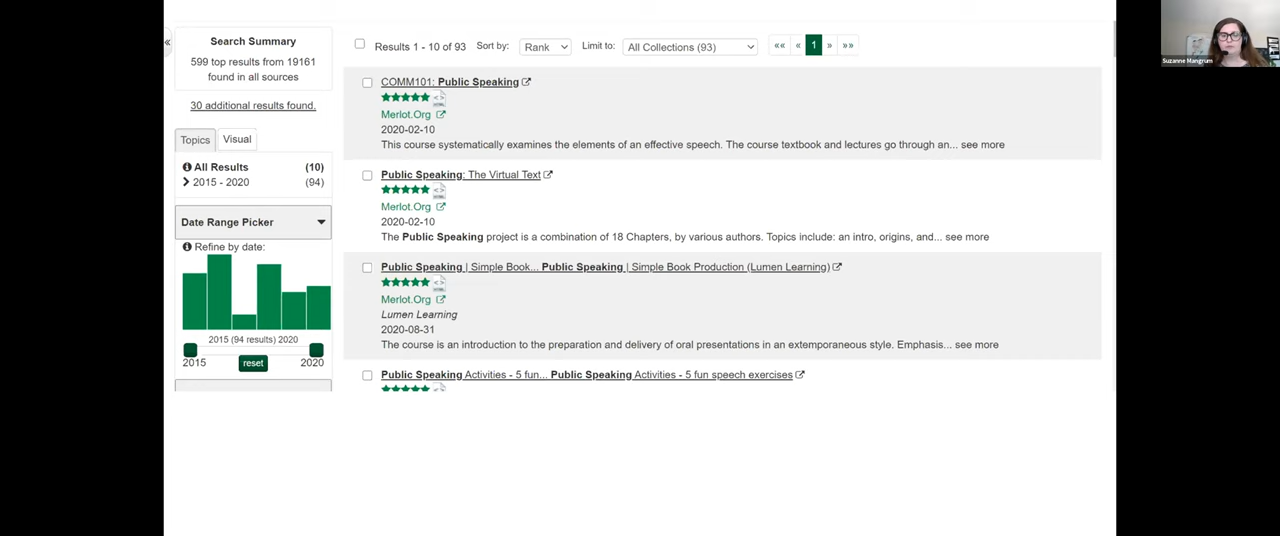 Search Summary
599 top results from 19161
found in all sources
30 additional results found.
Topics
Visual
All Results (10)
2015 - 2020 (94)
Date Range Picker
Refine by date:
2015 (94 results) 2020
2015 reset 2020
«
Results 1 - 10 of 93 Sort by: Rank Limit to: All Collections (93) «« « 1 » »»
COMM101: Public Speaking
Merlot.Org
2020-02-10
This course systematically examines the elements of an effective speech. The course textbook and lectures go through an... see more
Public Speaking: The Virtual Text
Merlot.Org
2020-02-10
The Public Speaking project is a combination of 18 Chapters, by various authors. Topics include: an intro, origins, and... see more
Public Speaking | Simple Book... Public Speaking | Simple Book Production (Lumen Learning)
Merlot.Org
Lumen Learning
2020-08-31
The course is an introduction to the preparation and delivery of oral presentations in an extemporaneous style. Emphasis... see more
Public Speaking Activities - 5 fun... Public Speaking Activities - 5 fun speech exercises
Suzanne Mangrum